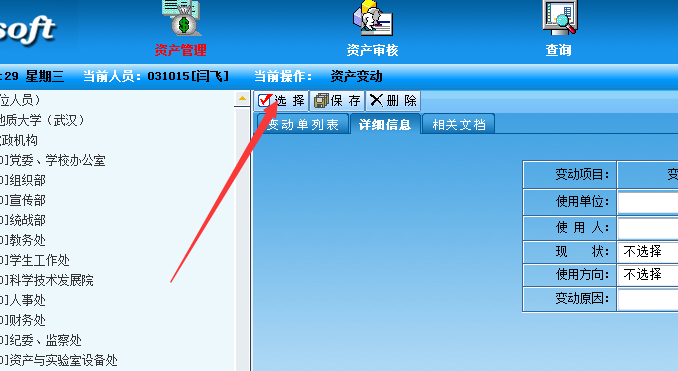 soft
资产管理
资产审核
查询
:29 星期三 当前人员: 031015[闫飞] 当前操作: 资产变动
位人员)
地质大学（武汉）
党政机构
0]党委、学校办公室
0]组织部
0]宣传部
0]统战部
0]教务处
0]学生工作处
0]科学技术发展院
0]人事处
0]财务处
0]纪委、监察处
0]资产与实验室设备处
选择 保存 删除
变动单列表 详细信息 相关文档
变动项目: 变
使用单位:
使用人:
现 状: 不选择
使用方向: 不选择
变动原因: